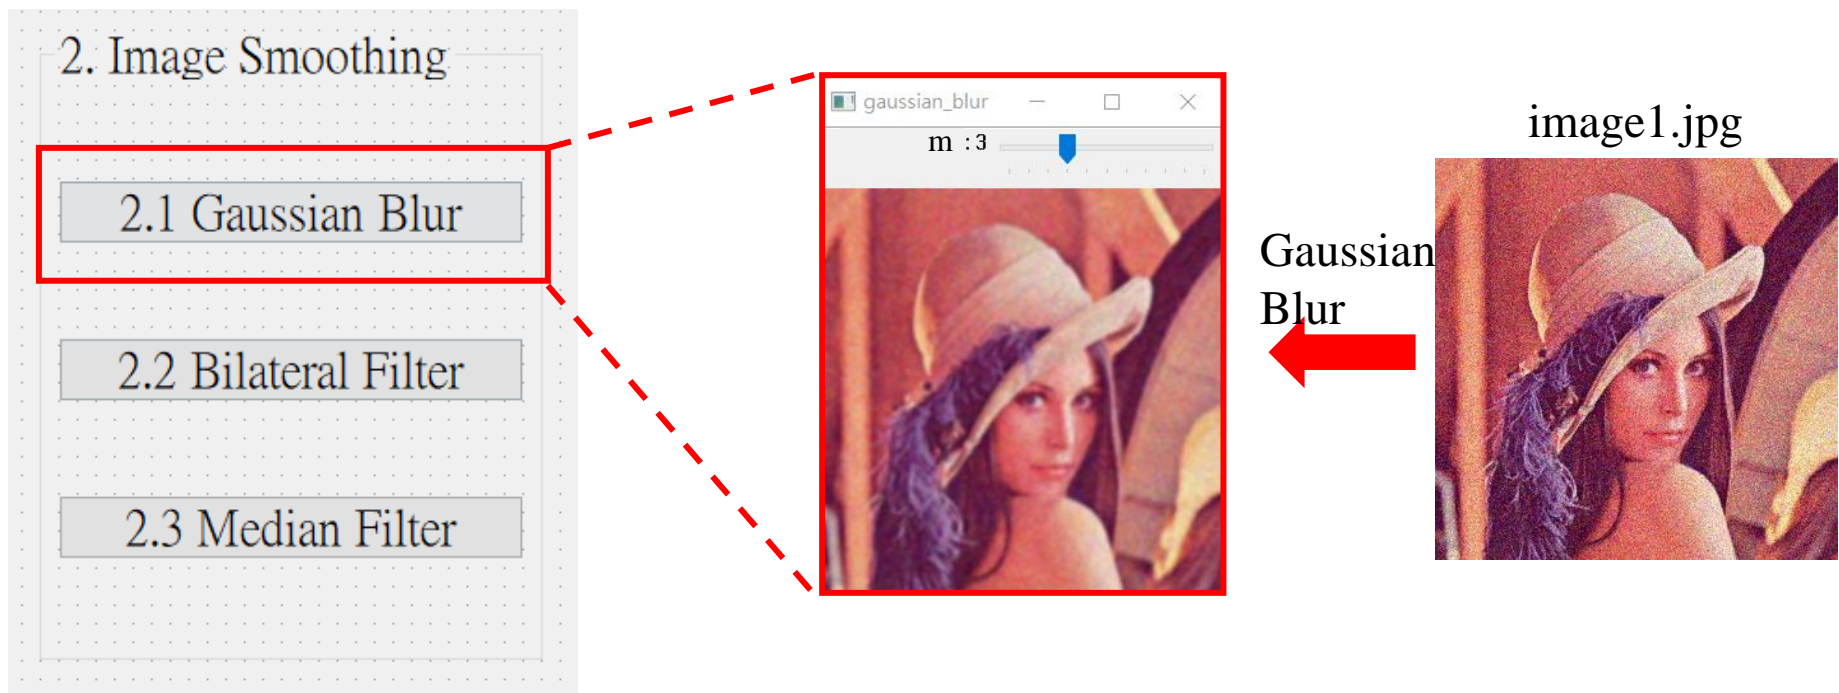 2. Image Smoothing
2.1 Gaussian Blur
2.2 Bilateral Filter
2.3 Median Filter
gaussian_blur
m : 3
Gaussian
Blur
image1.jpg